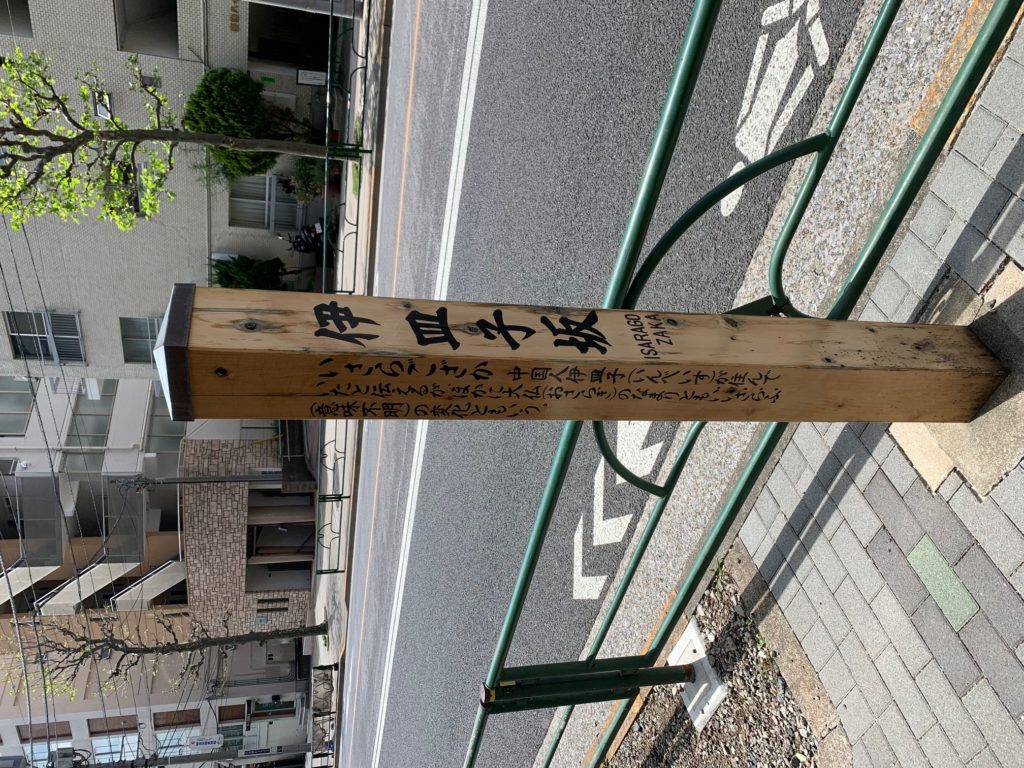 伊皿子坂
ISARAGO
ZAKA
いさらござか 中国人伊皿子(いんべいす)が住んで
いたと伝えるが、ほかに大仏(おさらぎ)のなまりともいさらふ
(意味不明)の変化ともいう。